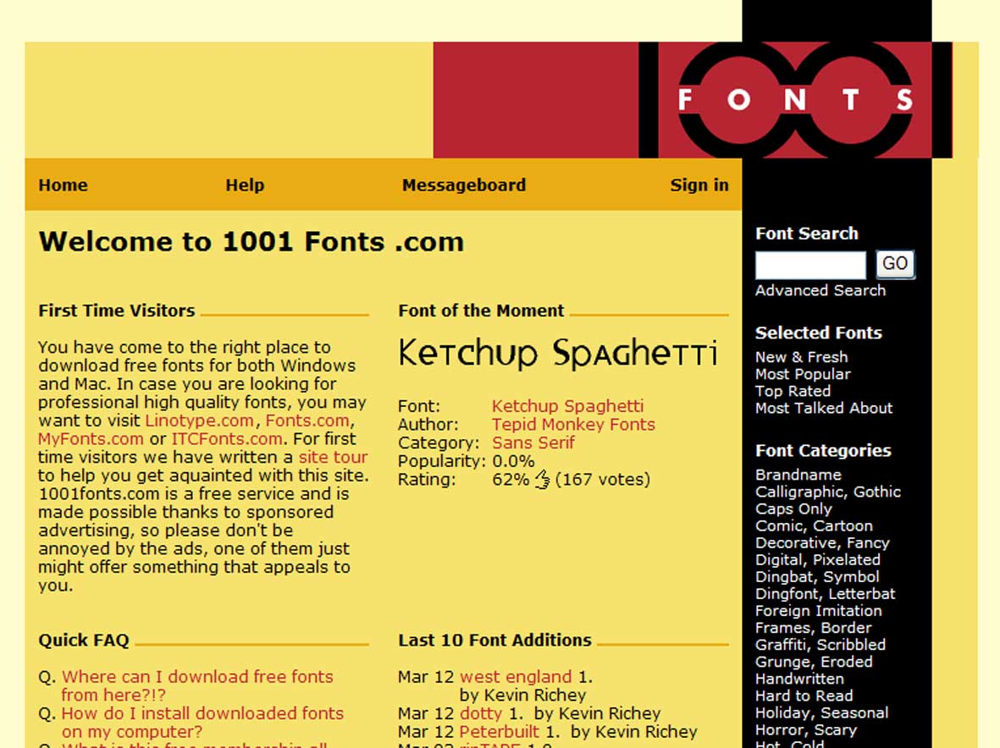 FONTS
Home Help Messageboard Sign in
Welcome to 1001 Fonts .com
First Time Visitors
You have come to the right place to
download free fonts for both Windows
and Mac. In case you are looking for
professional high quality fonts, you may
want to visit Linotype.com, Fonts.com,
MyFonts.com or ITCFonts.com. For first
time visitors we have written a site tour
to help you get aquainted with this site.
1001fonts.com is a free service and is
made possible thanks to sponsored
advertising, so please don't be
annoyed by the ads, one of them just
might offer something that appeals to
you.
Font of the Moment
Ketchup Spaghetti
Font: Ketchup Spaghetti
Author: Tepid Monkey Fonts
Category: Sans Serif
Popularity: 0.0%
Rating: 62% (167 votes)
Quick FAQ
Q. Where can I download free fonts
from here?!?
Q. How do I install downloaded fonts
on my computer?
Q. What is this free membership all
Last 10 Font Additions
Mar 12 west england 1.
by Kevin Richey
Mar 12 dotty 1. by Kevin Richey
Mar 12 Peterbuilt 1. by Kevin Richey
Font Search
GO
Advanced Search
Selected Fonts
New & Fresh
Most Popular
Top Rated
Most Talked About
Font Categories
Brandname
Calligraphic, Gothic
Caps Only
Comic, Cartoon
Decorative, Fancy
Digital, Pixelated
Dingbat, Symbol
Dingfont, Letterbat
Foreign Imitation
Frames, Border
Graffiti, Scribbled
Grunge, Eroded
Handwritten
Hard to Read
Holiday, Seasonal
Horror, Scary
Hot, Cold